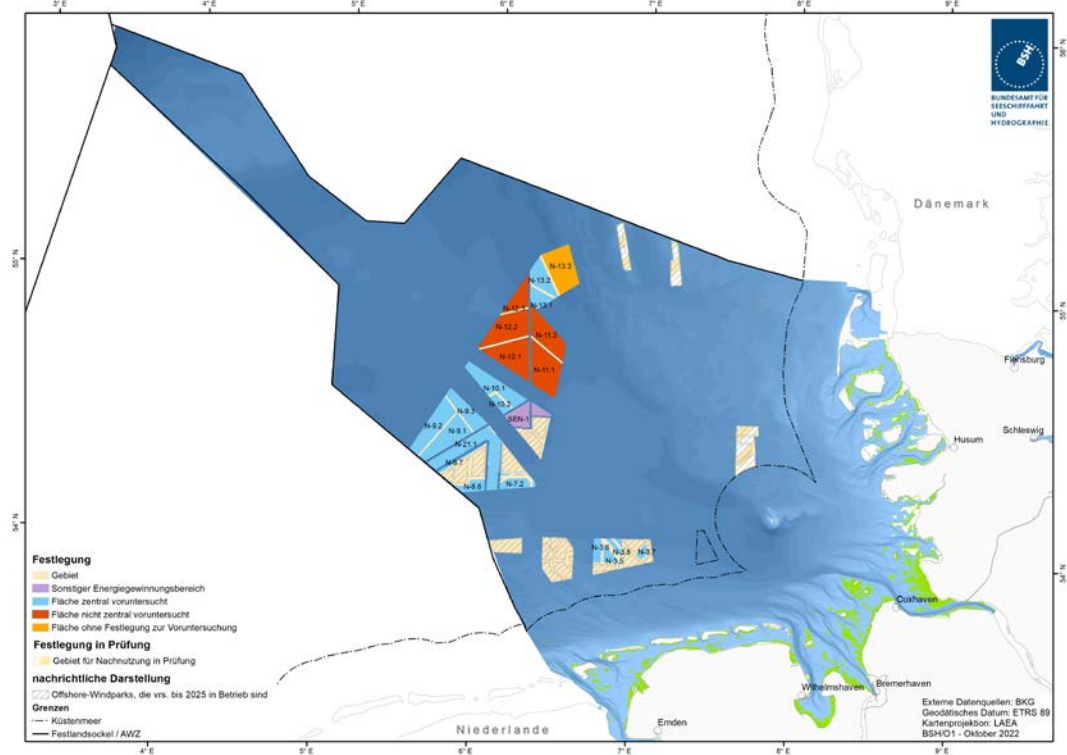 3° E
4° E
5° E
6° E
7° E
8° E
9° E
56° N
BSH
BUNDESAMT FÜR
SEESCHIFFFAHRT
UND
HYDROGRAPHIE
Dänemark
55° N
55° N
N-13.3
N-13.2
N-13.1
N-12.3
N-12.2
N-11.2
N-12.1
N-11.1
Flensburg
N-10.1
N-10.2
N-9.3
SEN-1
N-9.2
N-9.1
N-21.1
Schleswig
Husum
N-6.7
N-6.6
N-7.2
54° N
N-3.6
N-3.8
N-3.7
N-3.5
54° N
Cuxhaven
Wilhelmshaven
Bremerhaven
Emden
Niederlande
Festlegung
Gebiet
Sonstiger Energiegewinnungsbereich
Fläche zentral voruntersucht
Fläche nicht zentral voruntersucht
Fläche ohne Festlegung zur Voruntersuchung
Festlegung in Prüfung
Gebiet für Nachnutzung in Prüfung
nachrichtliche Darstellung
Offshore-Windparks, die vrs. bis 2025 in Betrieb sind
Grenzen
Küstenmeer
Festlandsockel / AWZ
Externe Datenquellen: BKG
Geodätisches Datum: ETRS 89
Kartenprojektion: LAEA
BSH/O1 - Oktober 2022
4° E
5° E
6° E
7° E
8° E
9° E